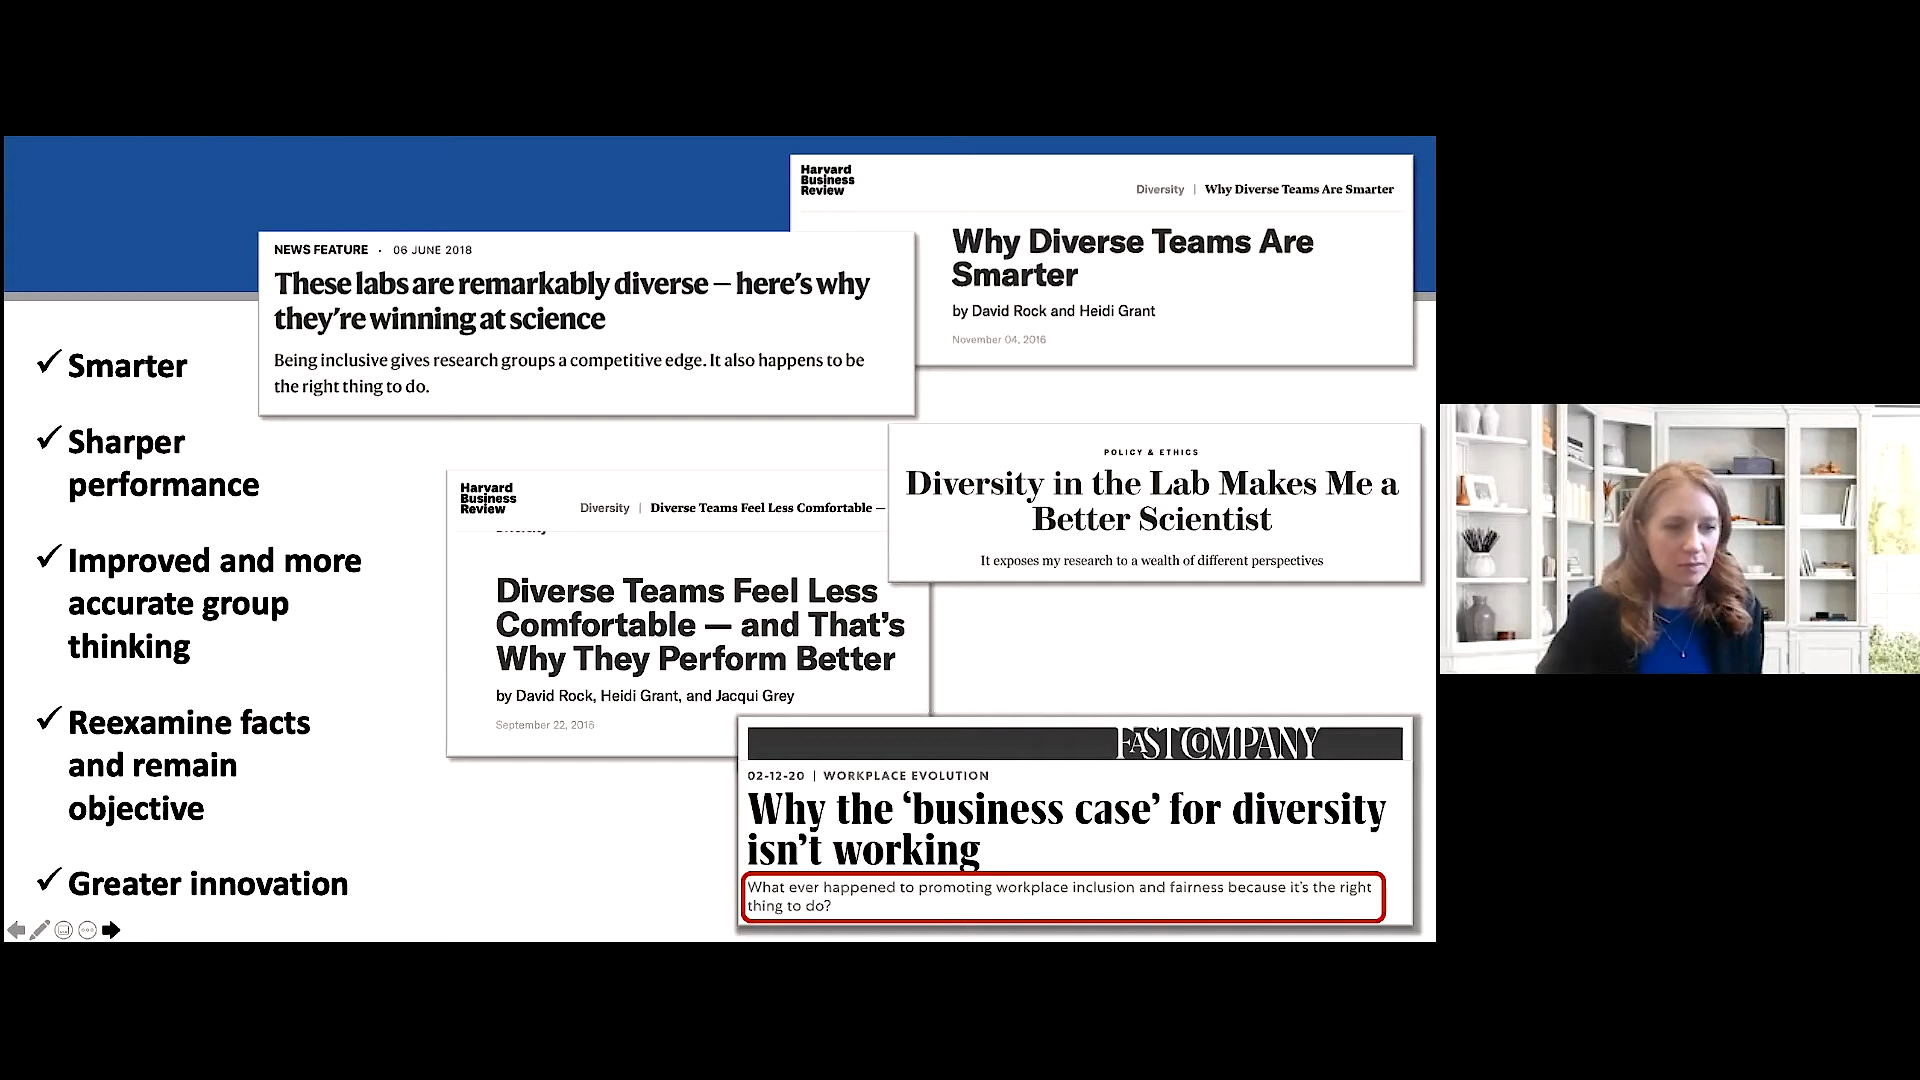 Harvard
Business
Review
Diversity | Why Diverse Teams Are Smarter
Why Diverse Teams Are
Smarter
by David Rock and Heidi Grant
November 04, 2016
NEWS FEATURE · 06 JUNE 2018
These labs are remarkably diverse — here's why
they're winning at science
Being inclusive gives research groups a competitive edge. It also happens to be
the right thing to do.
✓ Smarter
✓ Sharper
performance
✓ Improved and more
accurate group
thinking
✓ Reexamine facts
and remain
objective
✓ Greater innovation
POLICY & ETHICS
Diversity in the Lab Makes Me a
Better Scientist
It exposes my research to a wealth of different perspectives
Harvard
Business
Review
Diversity | Diverse Teams Feel Less Comfortable —
Diversity
Diverse Teams Feel Less
Comfortable — and That's
Why They Perform Better
by David Rock, Heidi Grant, and Jacqui Grey
September 22, 2016
FAST COMPANY
02-12-20 | WORKPLACE EVOLUTION
Why the 'business case' for diversity
isn't working
What ever happened to promoting workplace inclusion and fairness because it's the right
thing to do?